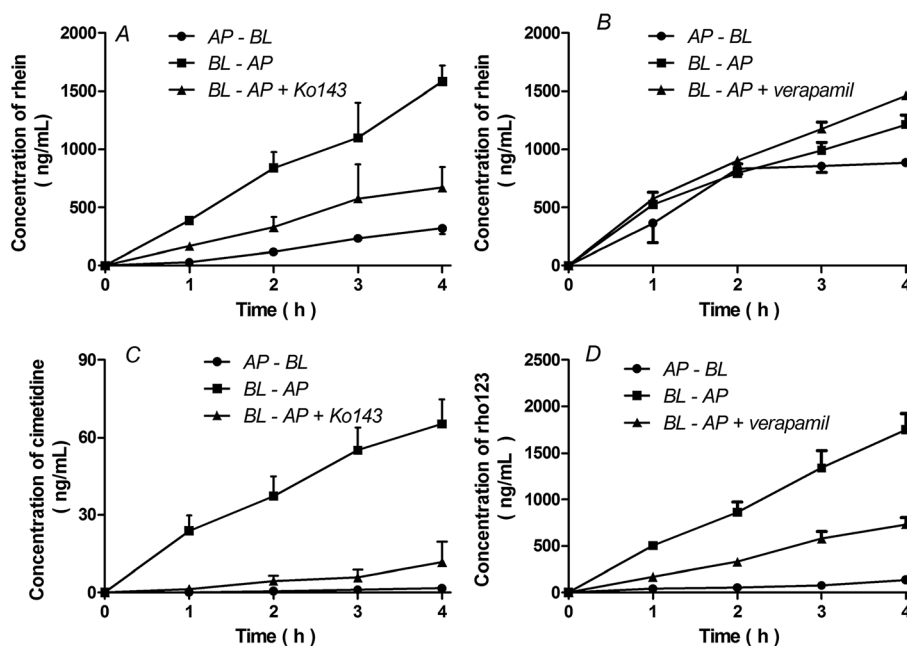 A
AP - BL
BL - AP
BL - AP + Ko143
Concentration of rhein
( ng/mL)
2000
1500
1000
500
0
0 1 2 3 4
Time ( h )
B
AP - BL
BL - AP
BL - AP + verapamil
Concentration of rhein
( ng/mL)
2000
1500
1000
500
0
0 1 2 3 4
Time ( h )
C
AP - BL
BL - AP
BL - AP + Ko143
Concentration of cimetidine
( ng/mL)
90
60
30
0
0 1 2 3 4
Time ( h )
D
AP - BL
BL - AP
BL - AP + verapamil
Concentration of rho123
( ng/mL )
2500
2000
1500
1000
500
0
0 1 2 3 4
Time ( h )